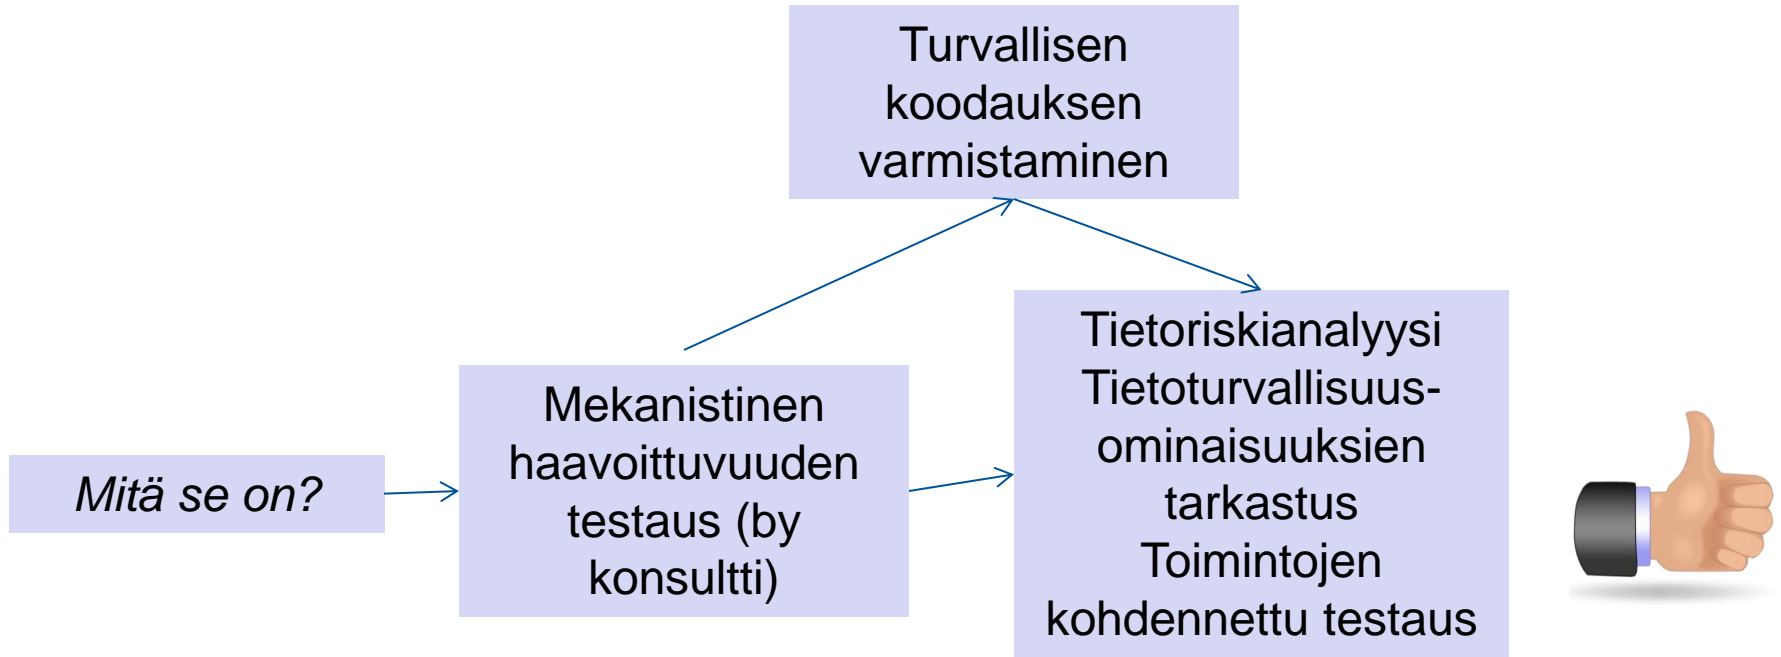 Turvallisen
koodauksen
varmistaminen
Mitä se on?
Mekanistinen
haavoittuvuuden
testaus (by
konsultti)
Tietoriskianalyysi
Tietoturvallisuus-
ominaisuuksien
tarkastus
Toimintojen
kohdennettu testaus